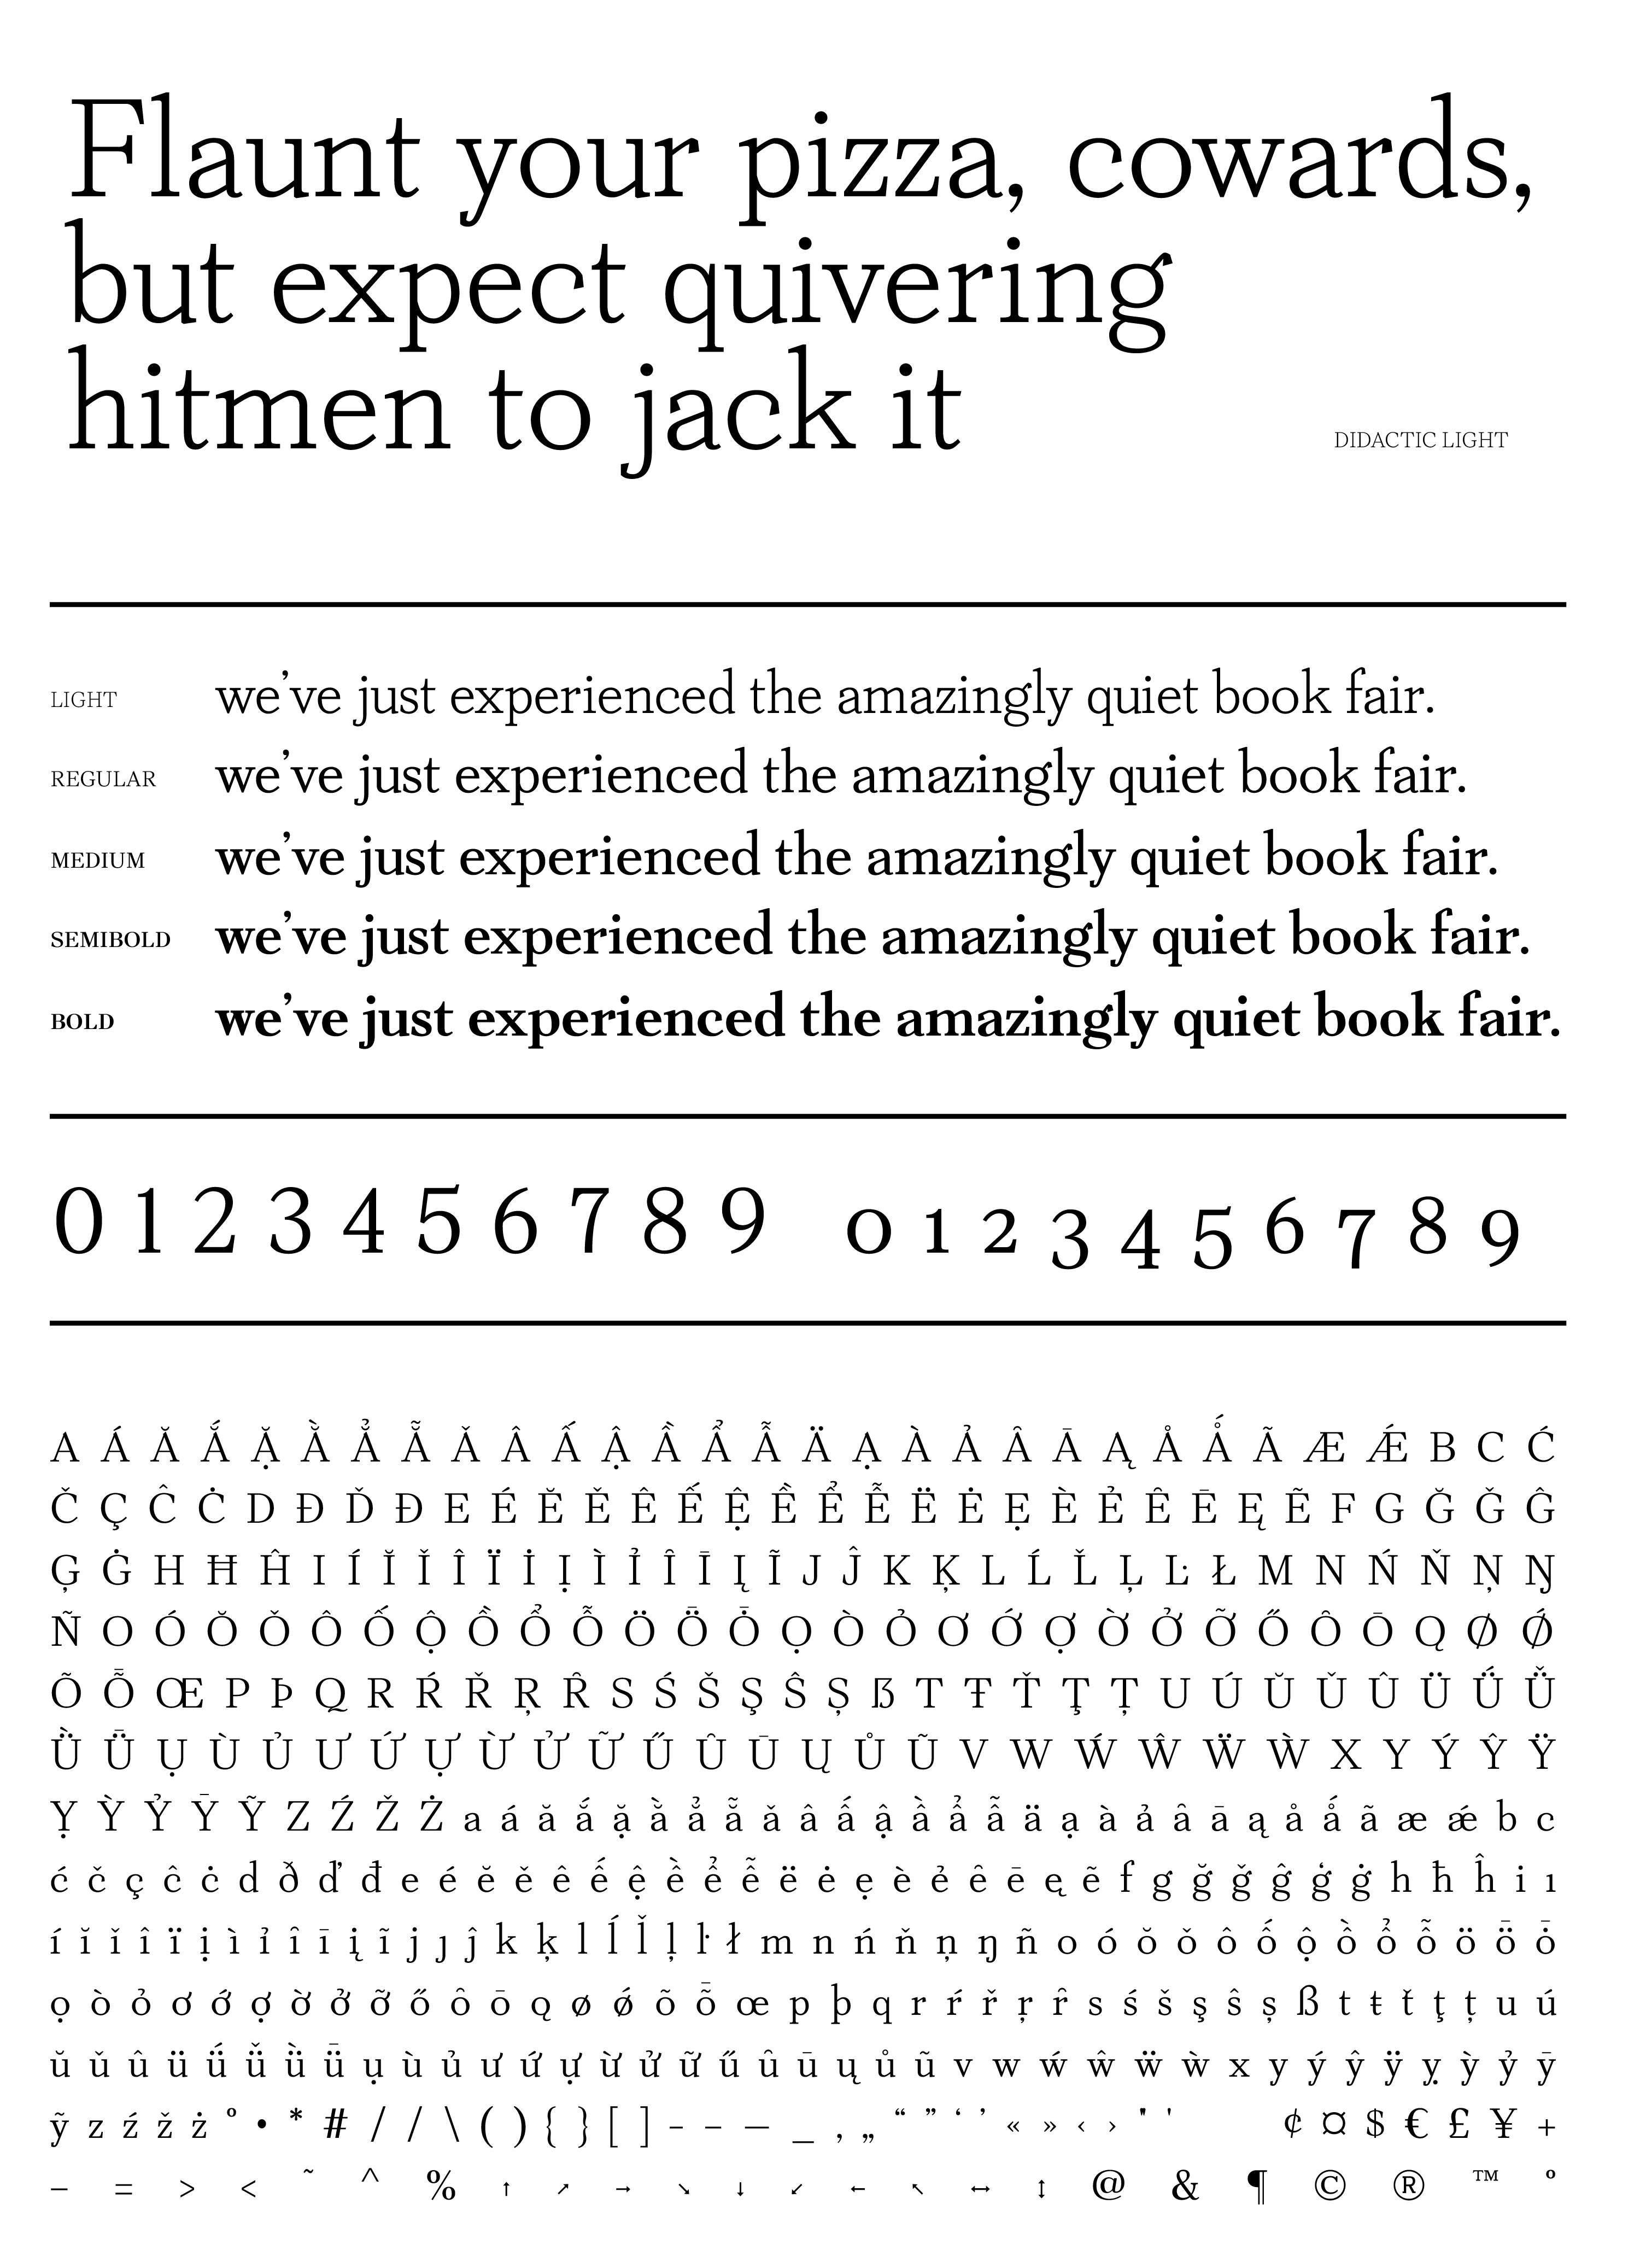 Flaunt your pizza, cowards,
but expect quivering
hitmen to jack it
DIDACTIC LIGHT
LIGHT we’ve just experienced the amazingly quiet book fair.
REGULAR we’ve just experienced the amazingly quiet book fair.
MEDIUM we’ve just experienced the amazingly quiet book fair.
SEMIBOLD we’ve just experienced the amazingly quiet book fair.
BOLD we’ve just experienced the amazingly quiet book fair.
0 1 2 3 4 5 6 7 8 9 0 1 2 3 4 5 6 7 8 9
A Á Ă Ắ Ặ Ằ Ẳ Ẵ Ǎ Â Ấ Ậ Ầ Ẩ Ẫ Ä Ạ À Ả Ȃ Ā Ą Å Ǻ Ã Æ Ǽ B C Ć
Č Ç Ĉ Ċ D Ð Ď Đ E É Ĕ Ě Ê Ế Ệ Ề Ể Ễ Ë Ė Ẹ È Ẻ Ȇ Ē Ę Ẽ F G Ğ Ǧ Ĝ
Ģ Ġ H Ħ Ĥ I Í Ĭ Ǐ Î Ï İ Ị Ì Ỉ Ȋ Ī Į Ĩ J Ĵ K Ķ L Ĺ Ľ Ļ Ŀ Ł M N Ń Ň Ņ Ŋ
Ñ O Ó Ŏ Ǒ Ô Ố Ộ Ồ Ổ Ỗ Ö Ȫ Ȱ Ọ Ò Ỏ Ơ Ớ Ợ Ờ Ở Ỡ Ő Ȏ Ō Ǫ Ø Ǿ
Õ Ȭ Œ P Þ Q R Ŕ Ř Ŗ Ȓ S Ś Š Ş Ŝ Ș ẞ T Ŧ Ť Ţ Ț U Ú Ŭ Ǔ Û Ü Ǘ Ǚ
Ǜ Ǖ Ụ Ù Ủ Ư Ứ Ự Ừ Ử Ữ Ű Ȗ Ū Ų Ů Ũ V W Ẃ Ŵ Ẅ Ẁ X Y Ý Ŷ Ÿ
Ỵ Ỳ Ỷ Ȳ Ỹ Z Ź Ž Ż a á ă ắ ặ ằ ẳ ẵ ǎ â ấ ậ ầ ẩ ẫ ä ạ à ả ȃ ā ą å ǻ ã æ ǽ b c
ć č ç ĉ ċ d ð ď đ e é ĕ ě ê ế ệ ề ể ễ ë ė ẹ è ẻ ȇ ē ę ẽ f g ğ ǧ ĝ ģ ġ h ħ ĥ i ı
í ĭ ǐ î ï ị ì ỉ ȋ ī į ĩ j ȷ ĵ k ķ l ĺ ľ ļ ŀ ł m n ń ň ņ ŋ ñ o ó ŏ ǒ ô ố ộ ồ ổ ỗ ö ȫ ȱ
ọ ò ỏ ơ ớ ợ ờ ở ỡ ő ȏ ō ǫ ø ǿ õ ȭ œ p þ q r ŕ ř ŗ ȓ s ś š ş ŝ ș ß t ŧ ť ţ ț u ú
ŭ ǔ û ü ǘ ǚ ǜ ǖ ụ ù ủ ư ứ ự ừ ử ữ ű ȗ ū ų ů ũ v w ẃ ŵ ẅ ẁ x y ý ŷ ÿ ỵ ỳ ỷ ȳ
ỹ z ź ž ż º • * # / / \ ( ) { } [ ] - – — _ ‚ „ “ ” ‘ ’ « » ‹ › " ' ¢ ¤ $ € £ ¥ +
− = > < ~ ^ % ↑ ↗ → ↘ ↓ ↙ ← ↖ ↔ ↕ @ & ¶ © ® ™ º